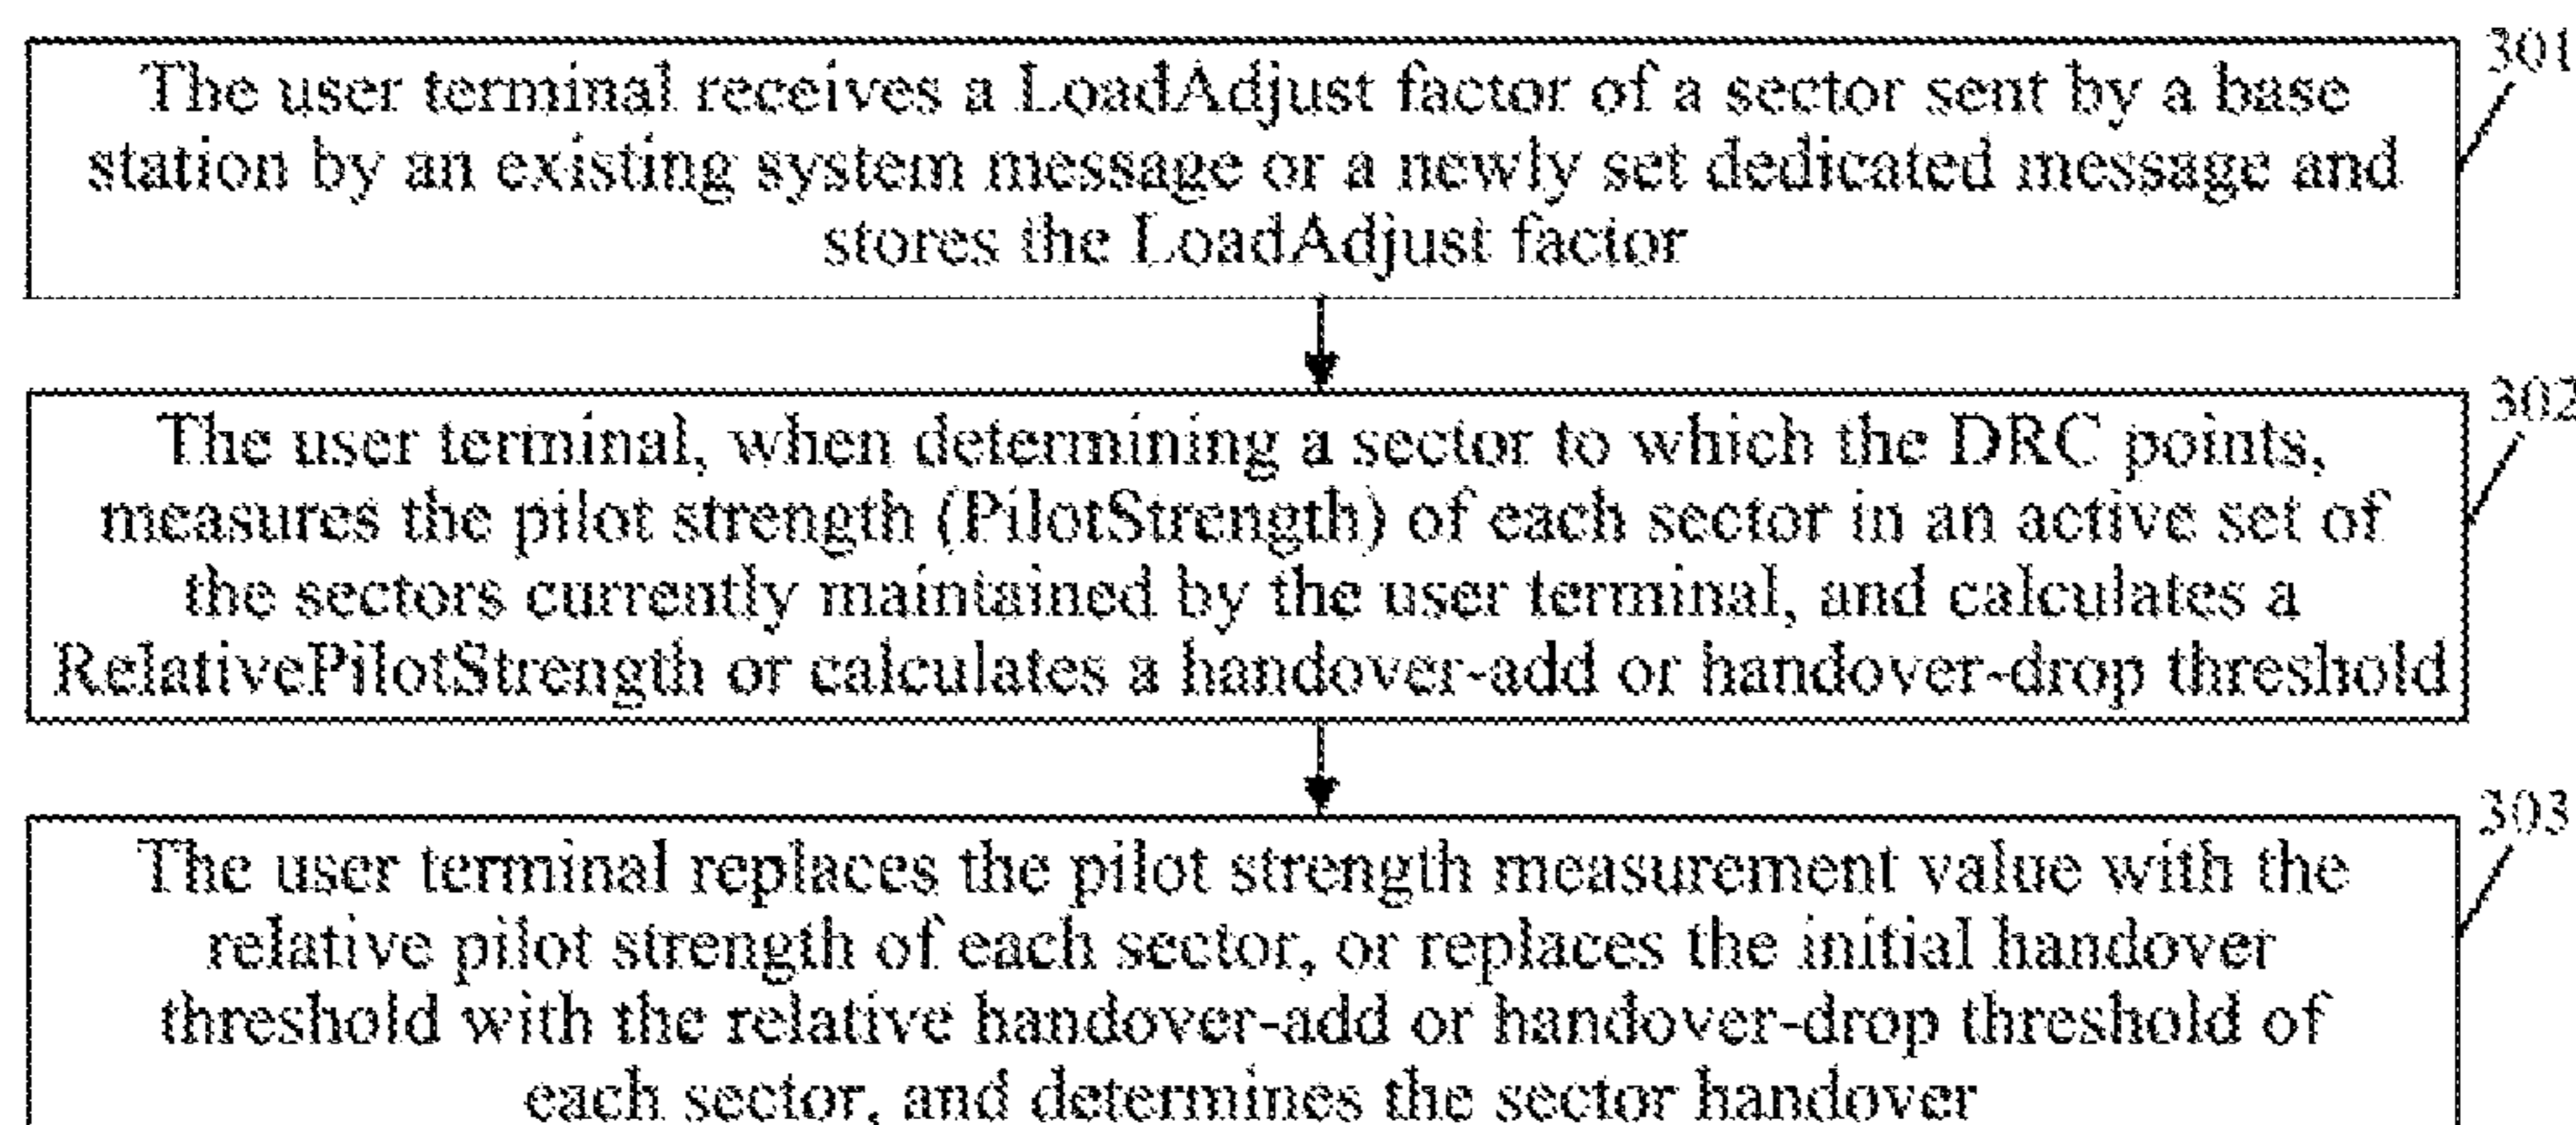 301
The user terminal receives a LoadAdjust factor of a sector sent by a base
station by an existing system message or a newly set dedicated message and
stores the LoadAdjust factor
302
The user terminal, when determining a sector to which the DRC points,
measures the pilot strength (PilotStrength) of each sector in an active set of
the sectors currently maintained by the user terminal, and calculates a
RelativePilotStrength or calculates a handover-add or handover-drop threshold
303
The user terminal replaces the pilot strength measurement value with the
relative pilot strength of each sector, or replaces the initial handover
threshold with the relative handover-add or handover-drop threshold of
each sector, and determines the sector handover